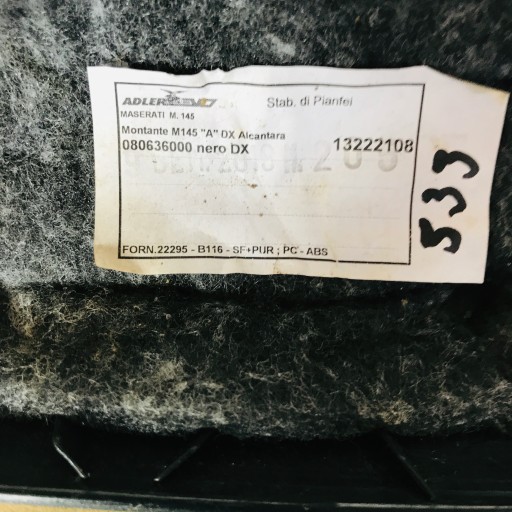 ADLER EVO Stab. di Pianfei
MASERATI M. 145
Montante M145 "A" DX Alcantara
080636000 nero DX 13222108
FORN.22295 - B116 - SF+PUR ; PC - ABS
533